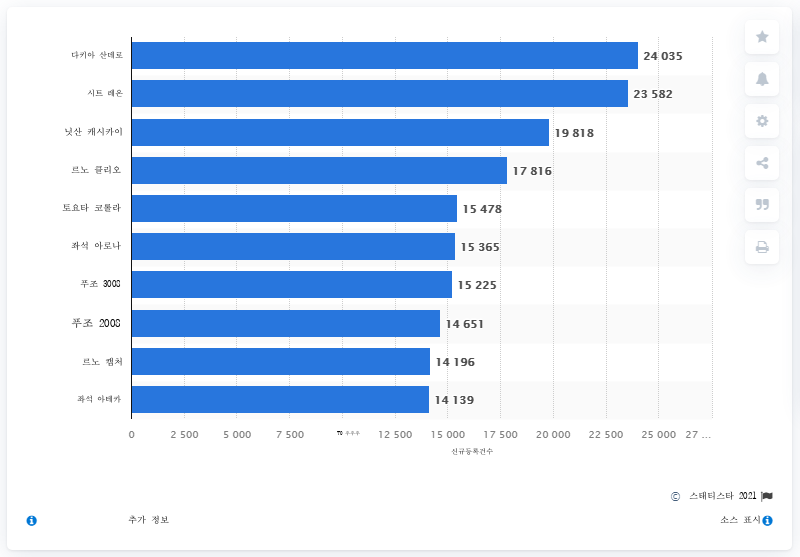 다키아 산데로 24 035
시트 레온 23 582
닛산 캐시카이 19 818
르노 클리오 17 816
토요타 코롤라 15 478
좌석 아로나 15 365
푸조 3008 15 225
푸조 2008 14 651
르노 캡처 14 196
좌석 아테카 14 139
0 2 500 5 000 7 500 12 500 15 000 17 500 20 000 22 500 25 000 27 ...
신규등록건수
© 스태티스타 2021
추가 정보 소스 표시